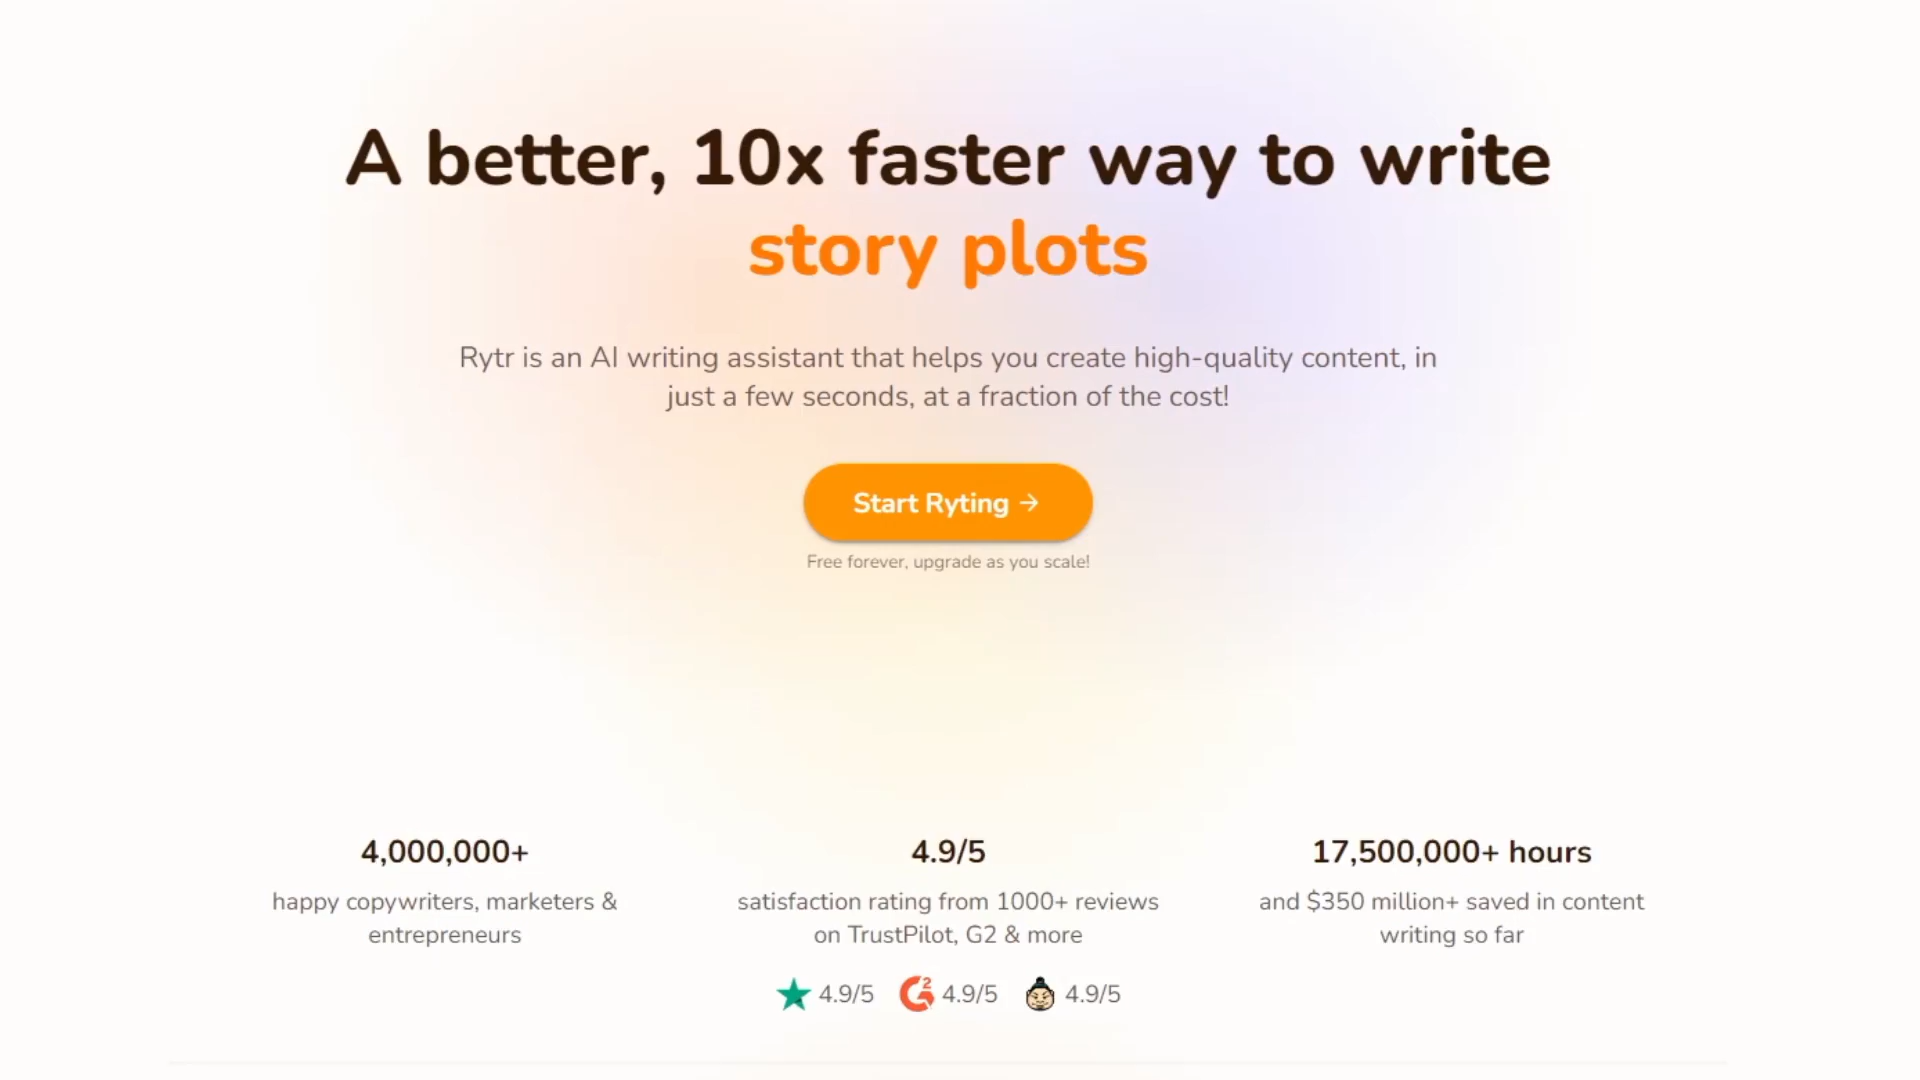 A better, 10x faster way to write
story plots
Rytr is an AI writing assistant that helps you create high-quality content, in
just a few seconds, at a fraction of the cost!
Start Ryting →
Free forever, upgrade as you scale!
4,000,000+
happy copywriters, marketers &
entrepreneurs
4.9/5
satisfaction rating from 1000+ reviews
on TrustPilot, G2 & more
4.9/5 G2 4.9/5 4.9/5
17,500,000+ hours
and $350 million+ saved in content
writing so far